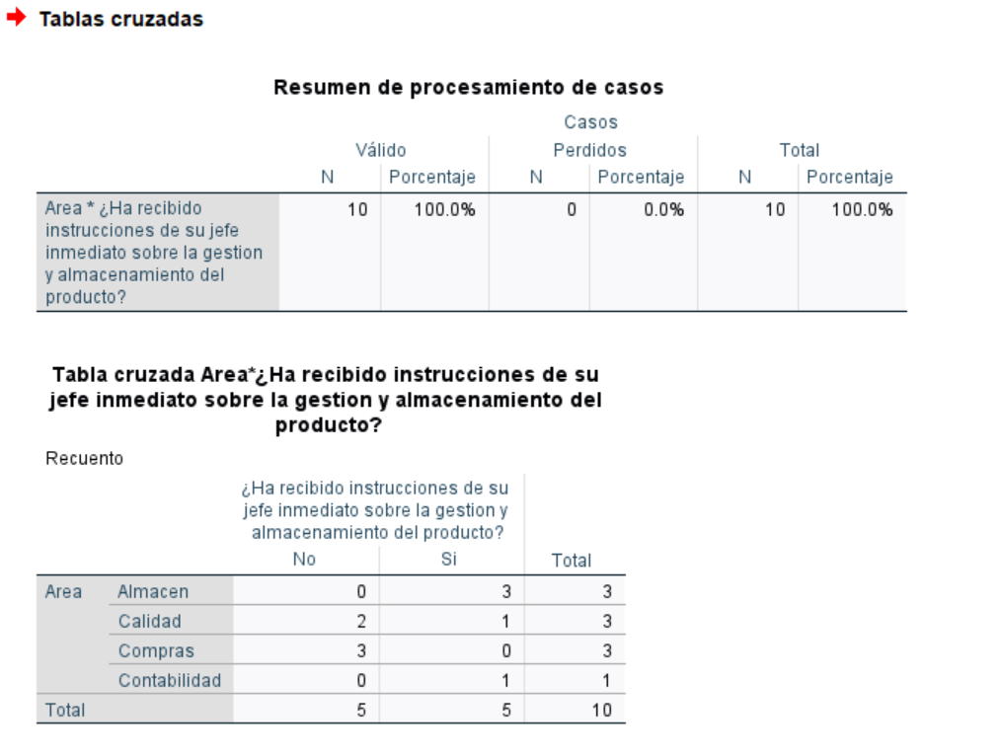 Tablas cruzadas
Resumen de procesamiento de casos
Casos
Válido Perdidos Total
N Porcentaje N Porcentaje N Porcentaje
Area * ¿Ha recibido 10 100.0% 0 0.0% 10 100.0%
instrucciones de su jefe
inmediato sobre la gestion
y almacenamiento del
producto?
Tabla cruzada Area*¿Ha recibido instrucciones de su
jefe inmediato sobre la gestion y almacenamiento del
producto?
Recuento
¿Ha recibido instrucciones de su
jefe inmediato sobre la gestion y
almacenamiento del producto?
No Si Total
Area Almacen 0 3 3
Calidad 2 1 3
Compras 3 0 3
Contabilidad 0 1 1
Total 5 5 10